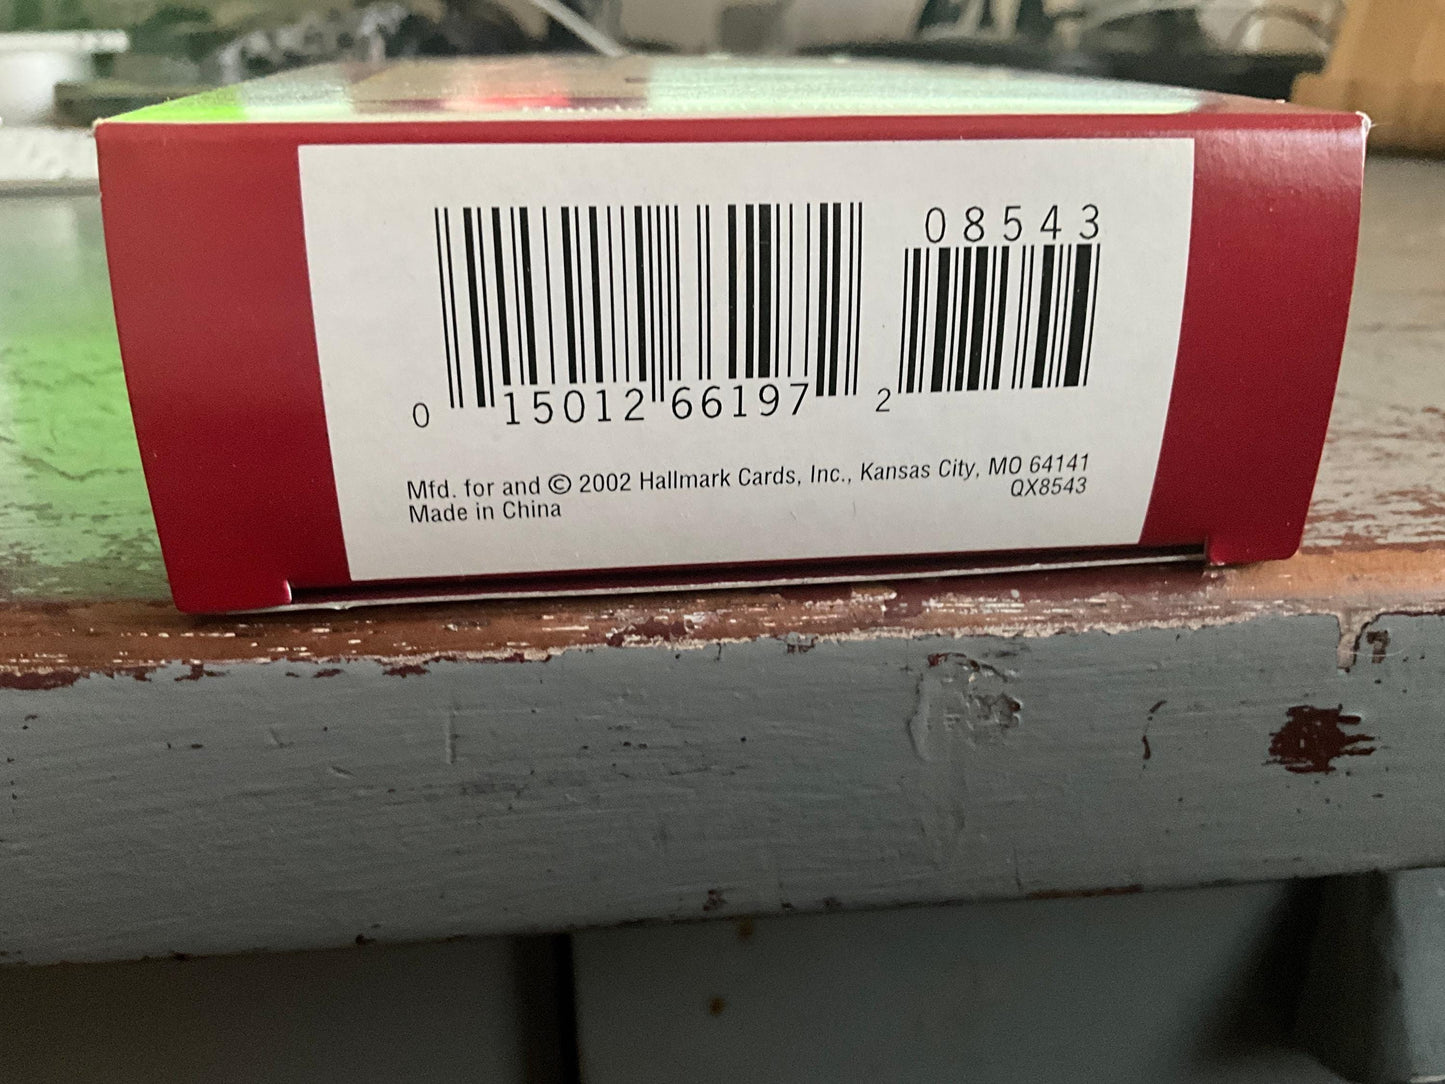 08543
0 15012 66197 2
Mfd. for and © 2002 Hallmark Cards, Inc., Kansas City, MO 64141
QX8543
Made in China